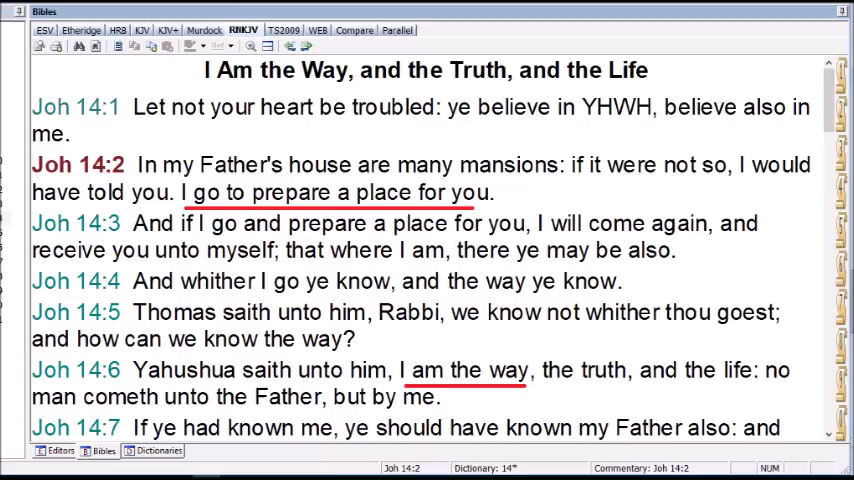 Bibles
ESV Etheridge HRB KJV KJV+ Murdock RNKJV TS2009 WEB Compare Parallel
I Am the Way, and the Truth, and the Life
Joh 14:1 Let not your heart be troubled: ye believe in YHWH, believe also in
me.
Joh 14:2 In my Father's house are many mansions: if it were not so, I would
have told you. I go to prepare a place for you.
Joh 14:3 And if I go and prepare a place for you, I will come again, and
receive you unto myself; that where I am, there ye may be also.
Joh 14:4 And whither I go ye know, and the way ye know.
Joh 14:5 Thomas saith unto him, Rabbi, we know not whither thou goest;
and how can we know the way?
Joh 14:6 Yahushua saith unto him, I am the way, the truth, and the life: no
man cometh unto the Father, but by me.
Joh 14:7 If ye had known me, ye should have known my Father also: and
Editors Bibles Dictionaries
Joh 14:2 Dictionary: 14* Commentary: Joh 14:2 NUM